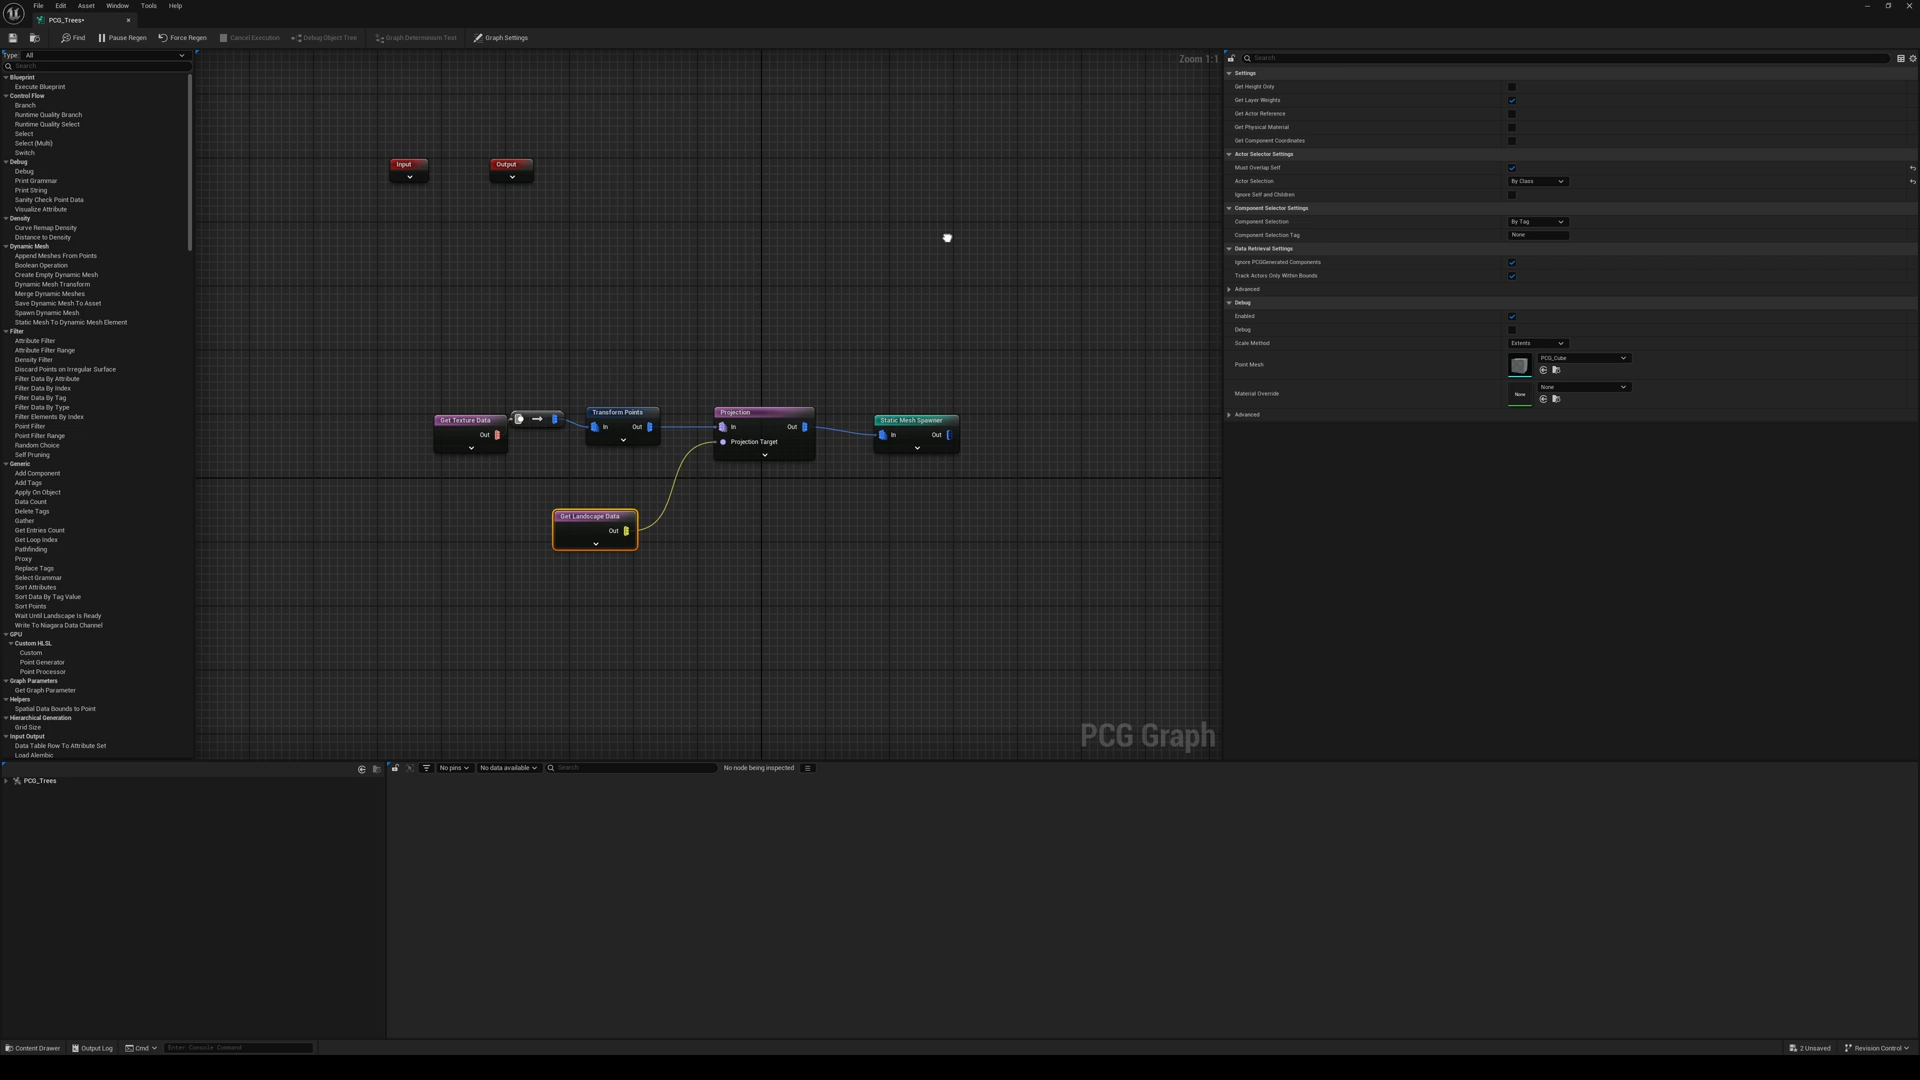 File Edit Asset Window Tools Help
PCG_Trees*
Find Pause Regen Force Regen Cancel Execution Debug Object Tree Graph Determinism Test Graph Settings
Type: All
Search
Blueprint
Execute Blueprint
Control Flow
Branch
Runtime Quality Branch
Runtime Quality Select
Select
Select (Multi)
Switch
Debug
Debug
Print Grammar
Print String
Sanity Check Point Data
Visualize Attribute
Density
Curve Remap Density
Distance to Density
Dynamic Mesh
Append Meshes From Points
Boolean Operation
Create Empty Dynamic Mesh
Dynamic Mesh Transform
Merge Dynamic Meshes
Save Dynamic Mesh To Asset
Spawn Dynamic Mesh
Static Mesh To Dynamic Mesh Element
Filter
Attribute Filter
Attribute Filter Range
Density Filter
Discard Points on Irregular Surface
Filter Data By Attribute
Filter Data By Index
Filter Data By Tag
Filter Data By Type
Filter Elements By Index
Point Filter
Point Filter Range
Random Choice
Self Pruning
Generic
Add Component
Add Tags
Apply On Object
Data Count
Delete Tags
Gather
Get Entries Count
Get Loop Index
Pathfinding
Proxy
Replace Tags
Select Grammar
Sort Attributes
Sort Data By Tag Value
Sort Points
Wait Until Landscape Is Ready
Write To Niagara Data Channel
GPU
Custom HLSL
Custom
Point Generator
Point Processor
Graph Parameters
Get Graph Parameter
Helpers
Spatial Data Bounds to Point
Hierarchical Generation
Grid Size
Input Output
Data Table Row To Attribute Set
Load Alembic
Zoom 1:1
Input
Output
Get Texture Data
Out
Transform Points
In Out
Projection
In Out
Projection Target
Static Mesh Spawner
In Out
Get Landscape Data
Out
PCG Graph
Search
Settings
Get Height Only
Get Layer Weights
Get Actor Reference
Get Physical Material
Get Component Coordinates
Actor Selector Settings
Must Overlap Self
Actor Selection By Class
Ignore Self and Children
Component Selector Settings
Component Selection By Tag
Component Selection Tag None
Data Retrieval Settings
Ignore PCGGenerated Components
Track Actors Only Within Bounds
Advanced
Debug
Enabled
Debug
Scale Method Extents
Point Mesh PCG_Cube
Material Override None None
Advanced
PCG_Trees
No pins No data available Search No node being inspected
Content Drawer Output Log Cmd Enter Console Command 2 Unsaved Revision Control